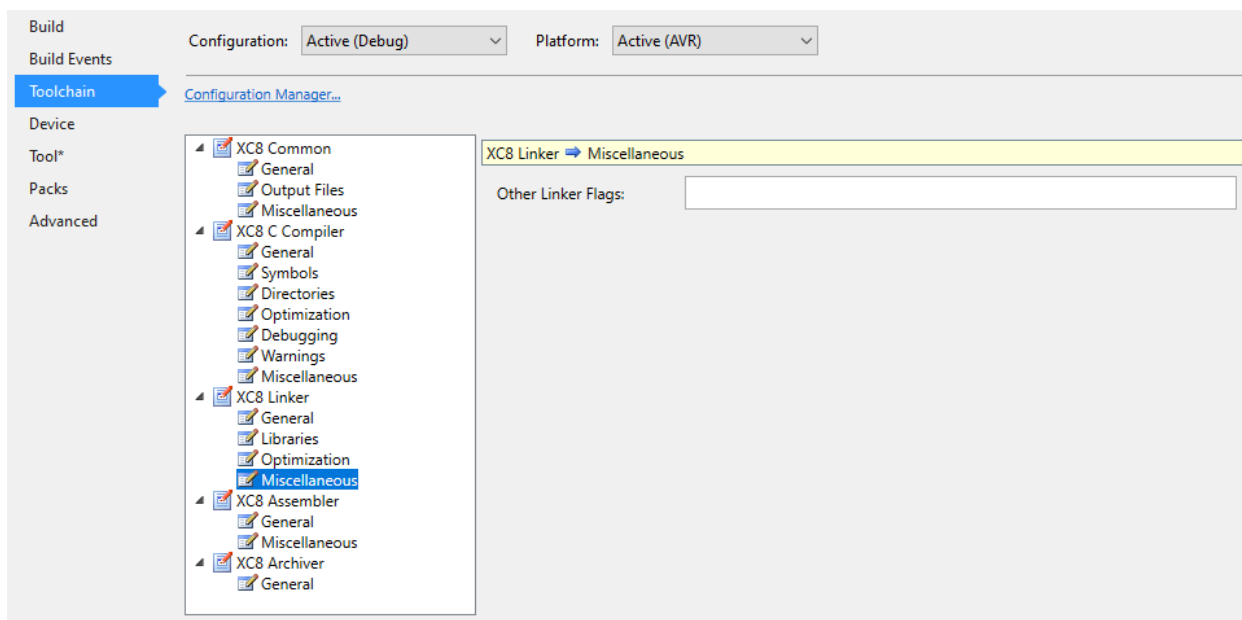 Build
Build Events
Toolchain
Device
Tool*
Packs
Advanced
Configuration: Active (Debug) Platform: Active (AVR)
Configuration Manager...
XC8 Common
General
Output Files
Miscellaneous
XC8 C Compiler
General
Symbols
Directories
Optimization
Debugging
Warnings
Miscellaneous
XC8 Linker
General
Libraries
Optimization
Miscellaneous
XC8 Assembler
General
Miscellaneous
XC8 Archiver
General
XC8 Linker ➡ Miscellaneous
Other Linker Flags: